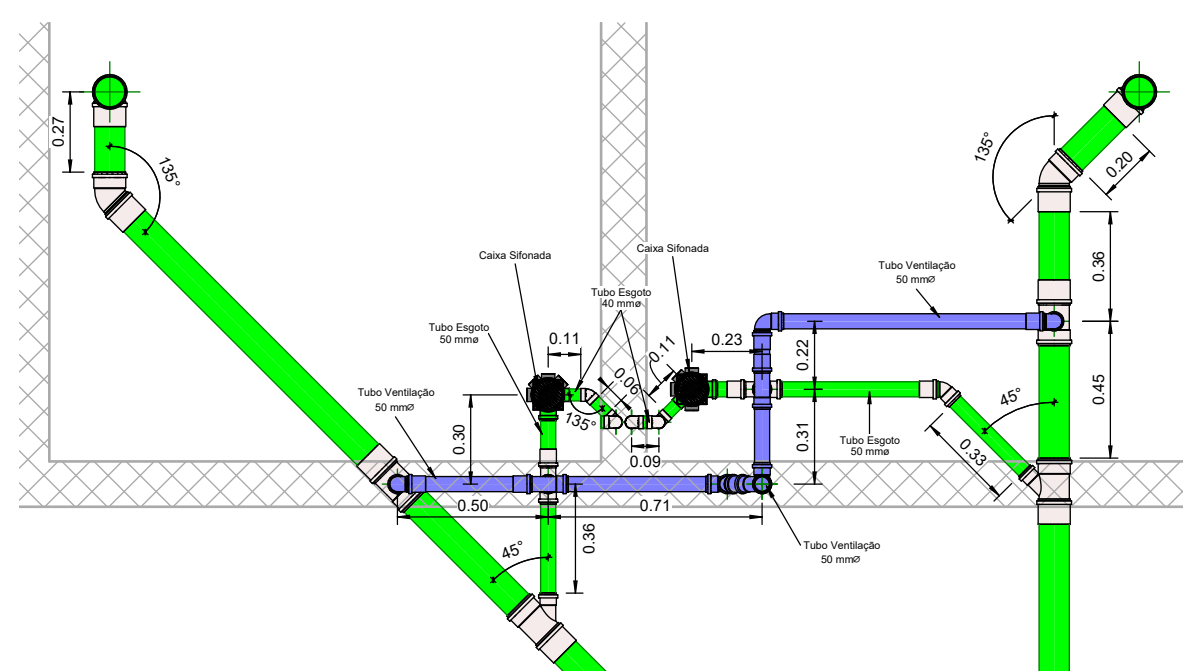 0.27
135°
135°
0.20
Caixa Sifonada
Caixa Sifonada
0.36
Tubo Ventilação
50 mmØ
Tubo Esgoto
40 mmø
Tubo Esgoto
50 mmø
0.11
0.11
0.23
0.22
0.45
0.06
Tubo Ventilação
50 mmØ
135°
45°
0.30
0.09
0.31
Tubo Esgoto
50 mmø
0.33
0.50
0.71
0.36
45°
Tubo Ventilação
50 mmØ